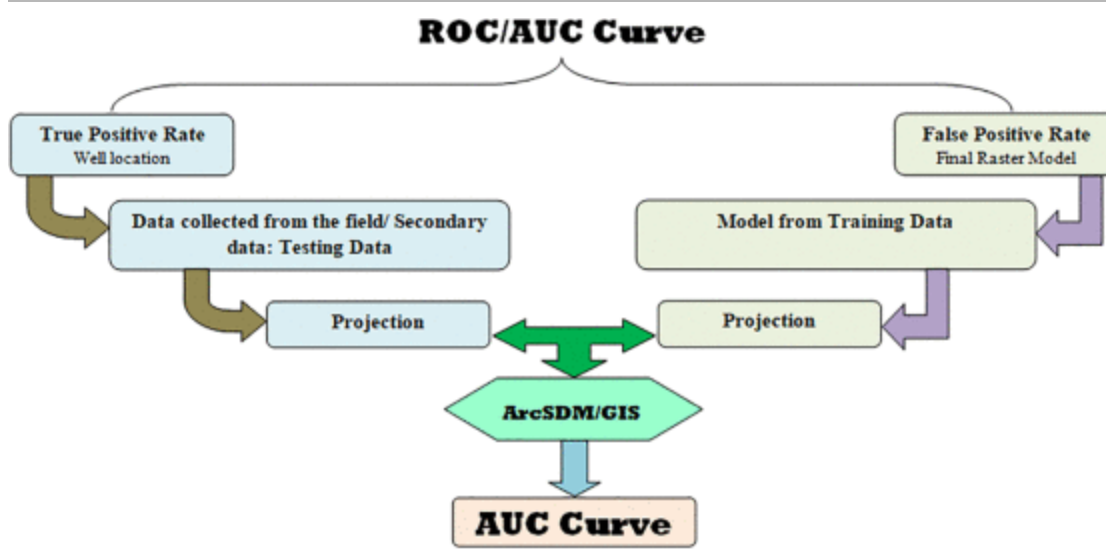 ROC/AUC Curve
True Positive Rate
Well location
False Positive Rate
Final Raster Model
Data collected from the field/ Secondary
data: Testing Data
Model from Training Data
Projection
Projection
ArcSDM/GIS
AUC Curve